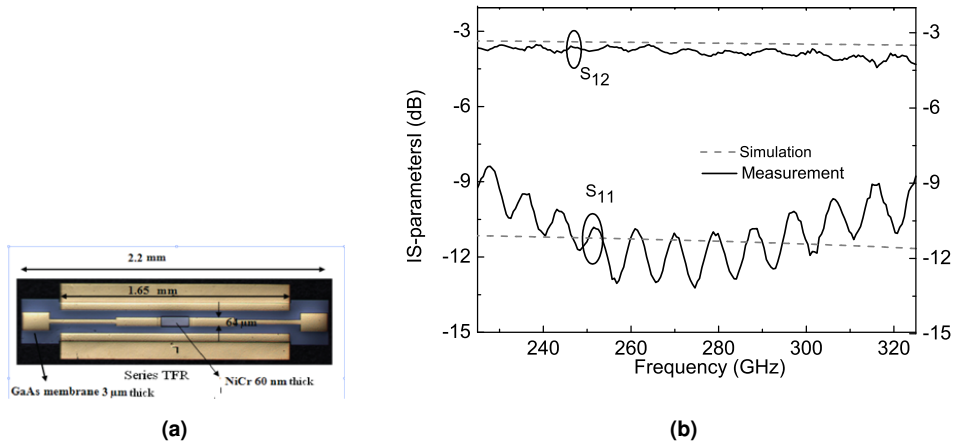 2.2 mm
1.65 mm
64 µm
Series TFR
NiCr 60 nm thick
GaAs membrane 3 µm thick
(a)
-3
-6
-9
-12
-15
-3
-6
-9
-12
-15
IS-parametersI (dB)
S12
S11
Simulation
Measurement
240 260 280 300 320
Frequency (GHz)
(b)